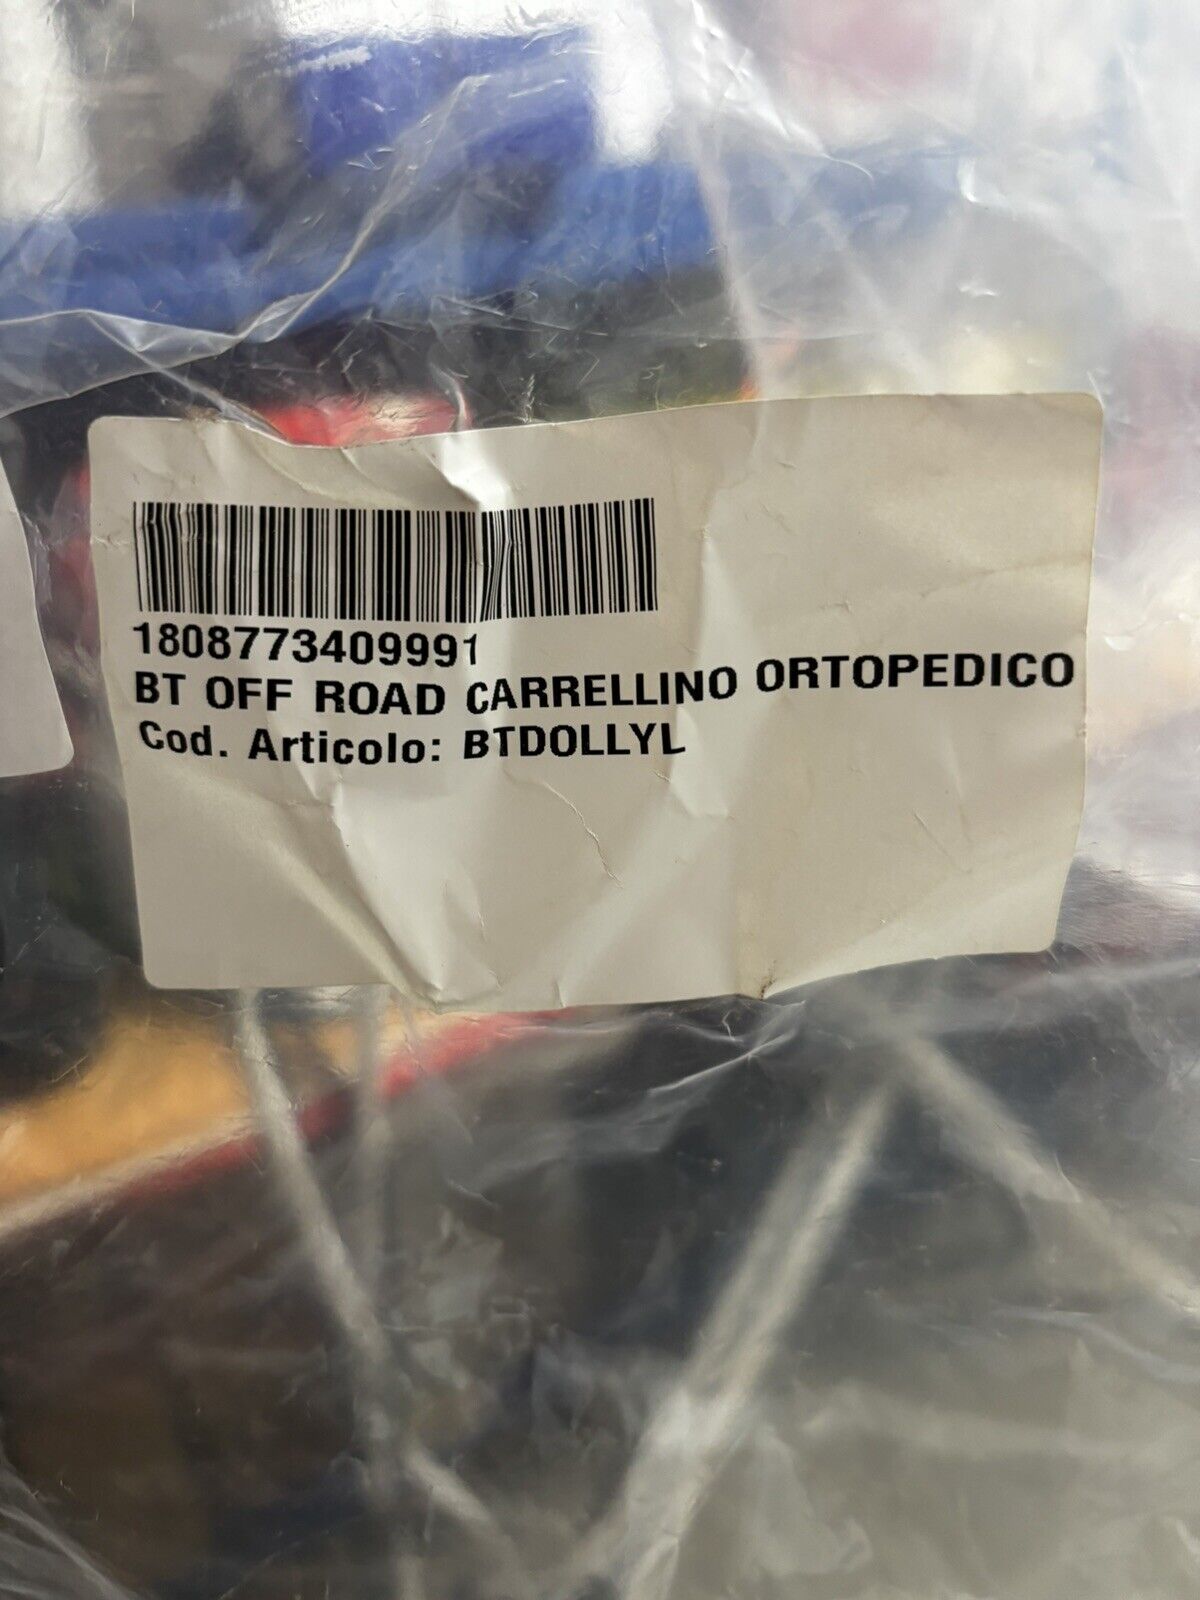 1808773409991
BT OFF ROAD CARRELLINO ORTOPEDICO
Cod. Articolo: BTDOLLYL